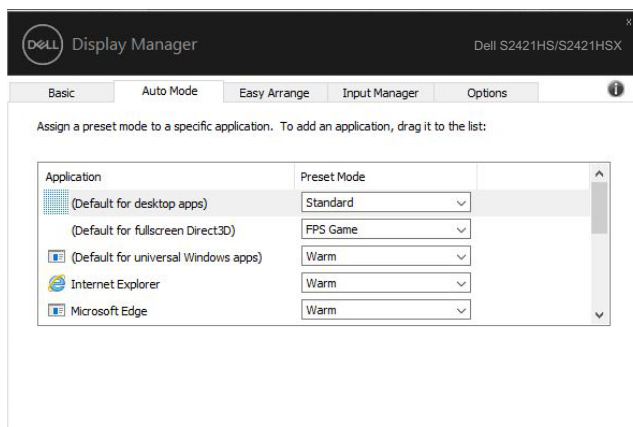 DELL Display Manager Dell S2421HS/S2421HSX
x
Basic Auto Mode Easy Arrange Input Manager Options i
Assign a preset mode to a specific application. To add an application, drag it to the list:
Application Preset Mode
(Default for desktop apps) Standard
(Default for fullscreen Direct3D) FPS Game
(Default for universal Windows apps) Warm
Internet Explorer Warm
Microsoft Edge Warm